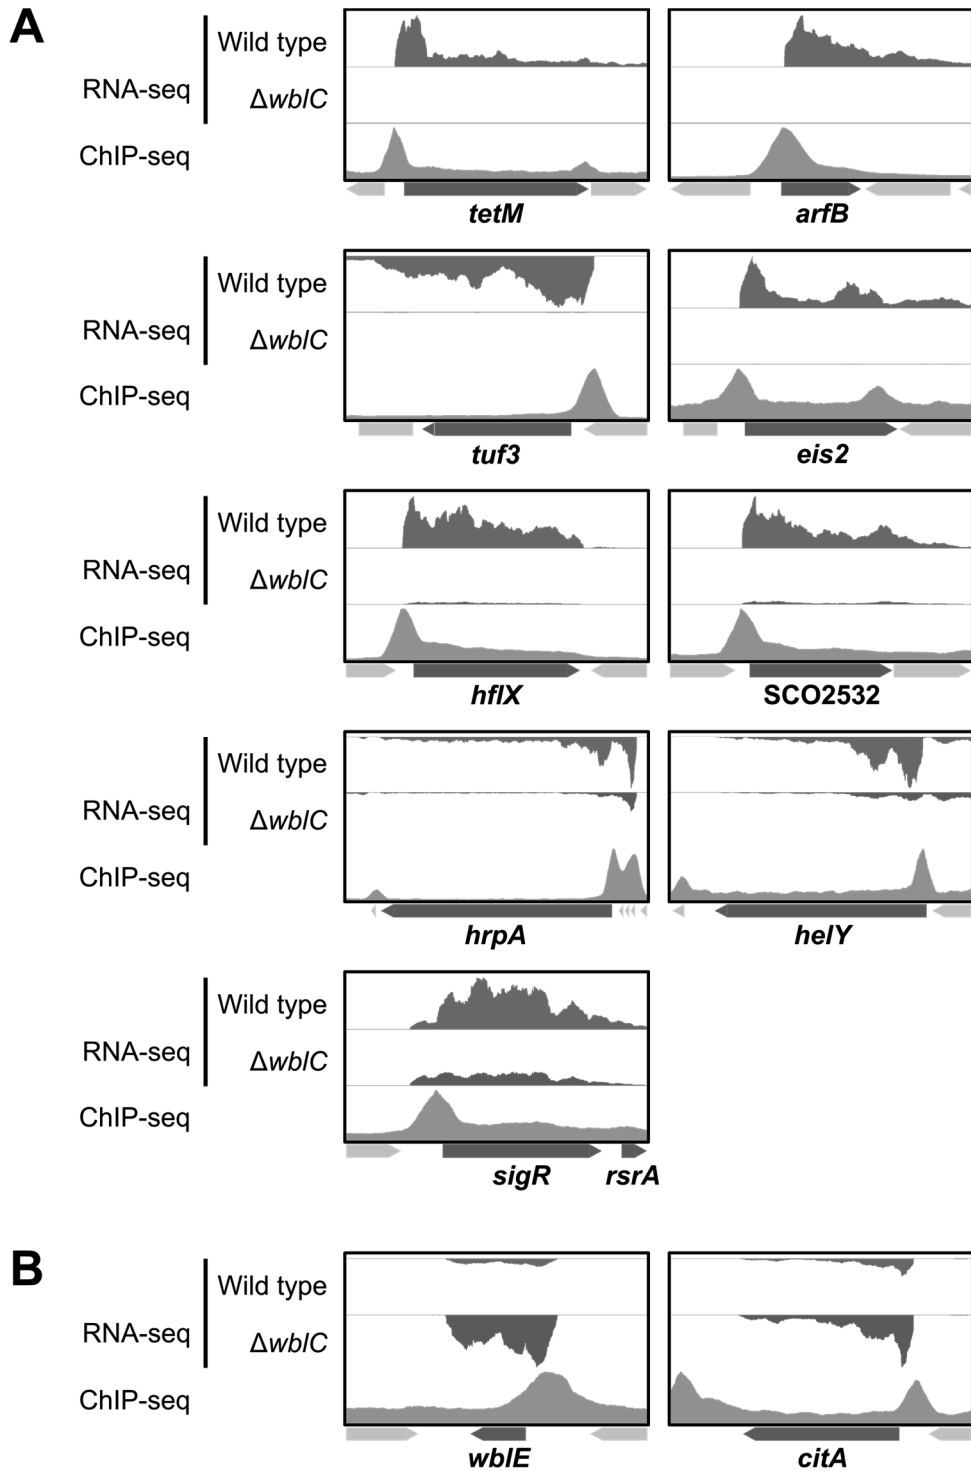 A
RNA-seq
Wild type
ΔwblC
ChIP-seq
tetM
arfB
RNA-seq
Wild type
ΔwblC
ChIP-seq
tuf3
eis2
RNA-seq
Wild type
ΔwblC
ChIP-seq
hflX
SCO2532
RNA-seq
Wild type
ΔwblC
ChIP-seq
hrpA
helY
RNA-seq
Wild type
ΔwblC
ChIP-seq
sigR
rsrA
B
RNA-seq
Wild type
ΔwblC
ChIP-seq
wblE
citA